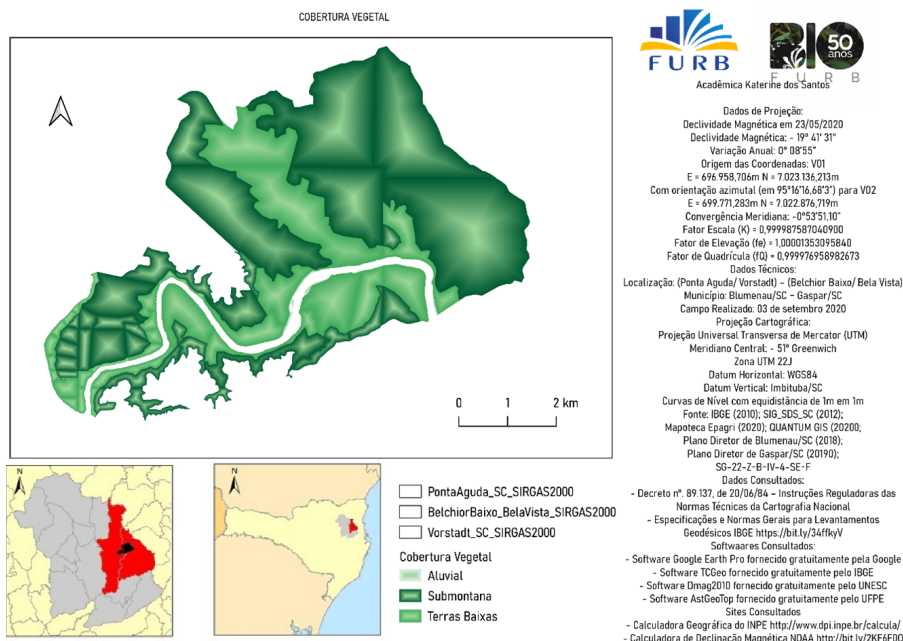 COBERTURA VEGETAL
0 1 2 km
N
N
PontaAguda_SC_SIRGAS2000
BelchiorBaixo_BelaVista_SIRGAS2000
Vorstadt_SC_SIRGAS2000
Cobertura Vegetal
Aluvial
Submontana
Terras Baixas
FURB
BIO
50
anos
FURB
Acadêmica Katerine dos Santos
Dados de Projeção:
Declividade Magnética em 23/05/2020
Declividade Magnética: - 19° 41' 31"
Variação Anual: 0° 08'55"
Origem das Coordenadas: V01
E = 696.958,706m N = 7.023.136,213m
Com orientação azimutal (em 95°16'16,68"3") para V02
E = 699.771,283m N = 7.022.876,719m
Convergência Meridiana: -0°53'51,10"
Fator Escala (K) = 0,999987587040900
Fator de Elevação (fe) = 1,00001353095840
Fator de Quadrícula (fQ) = 0,999976958982673
Dados Técnicos:
Localização: (Ponta Aguda/ Vorstadt) – (Belchior Baixo/ Bela Vista)
Município: Blumenau/SC – Gaspar/SC
Campo Realizado: 03 de setembro 2020
Projeção Cartográfica:
Projeção Universal Transversa de Mercator (UTM)
Meridiano Central: - 51° Greenwich
Zona UTM 22J
Datum Horizontal: WGS84
Datum Vertical: Imbituba/SC
Curvas de Nível com equidistância de 1m em 1m
Fonte: IBGE (2010); SIG_SDS_SC (2012);
Mapoteca Epagri (2020); QUANTUM GIS (20200;
Plano Diretor de Blumenau/SC (2018);
Plano Diretor de Gaspar/SC (20190);
SG-22-Z-B-IV-4-SE-F
Dados Consultados:
- Decreto n°. 89.137, de 20/06/84 – Instruções Reguladoras das
Normas Técnicas da Cartografia Nacional
- Especificações e Normas Gerais para Levantamentos
Geodésicos IBGE https://bit.ly/34ffkyV
Softwaares Consultados:
- Software Google Earth Pro fornecido gratuitamente pela Google
- Software TCGeo fornecido gratuitamente pelo IBGE
- Software Dmag2010 fornecido gratuitamente pelo UNESC
- Software AstGeoTop fornecido gratuitamente pelo UFPE
Sites Consultados
- Calculadora Geográfica do INPE http://www.dpi.inpe.br/calcula/
- Calculadora de Declinação Magnética NOAA